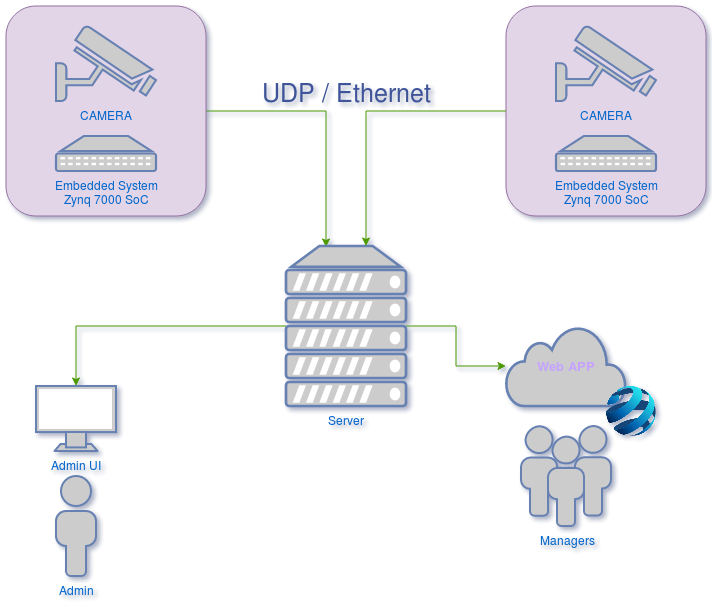 UDP / Ethernet
CAMERA
Embedded System
Zynq 7000 SoC
CAMERA
Embedded System
Zynq 7000 SoC
Server
Web APP
Admin UI
Admin
Managers